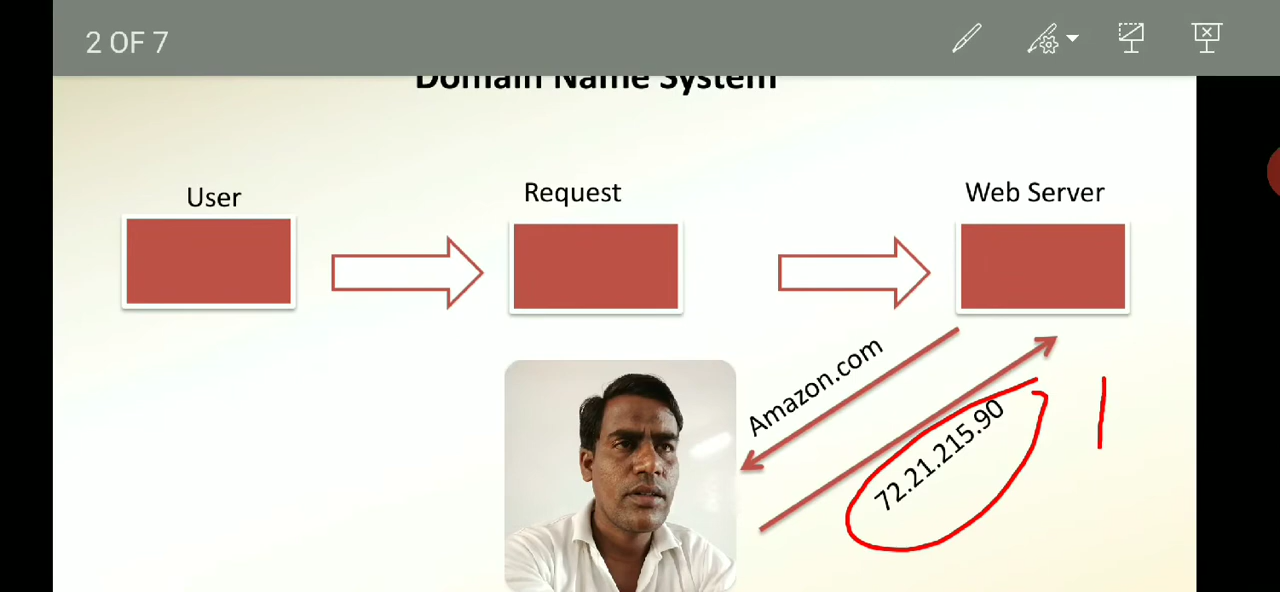 2 OF 7
Domain Name System
User
Request
Web Server
Amazon.com
72.21.215.90